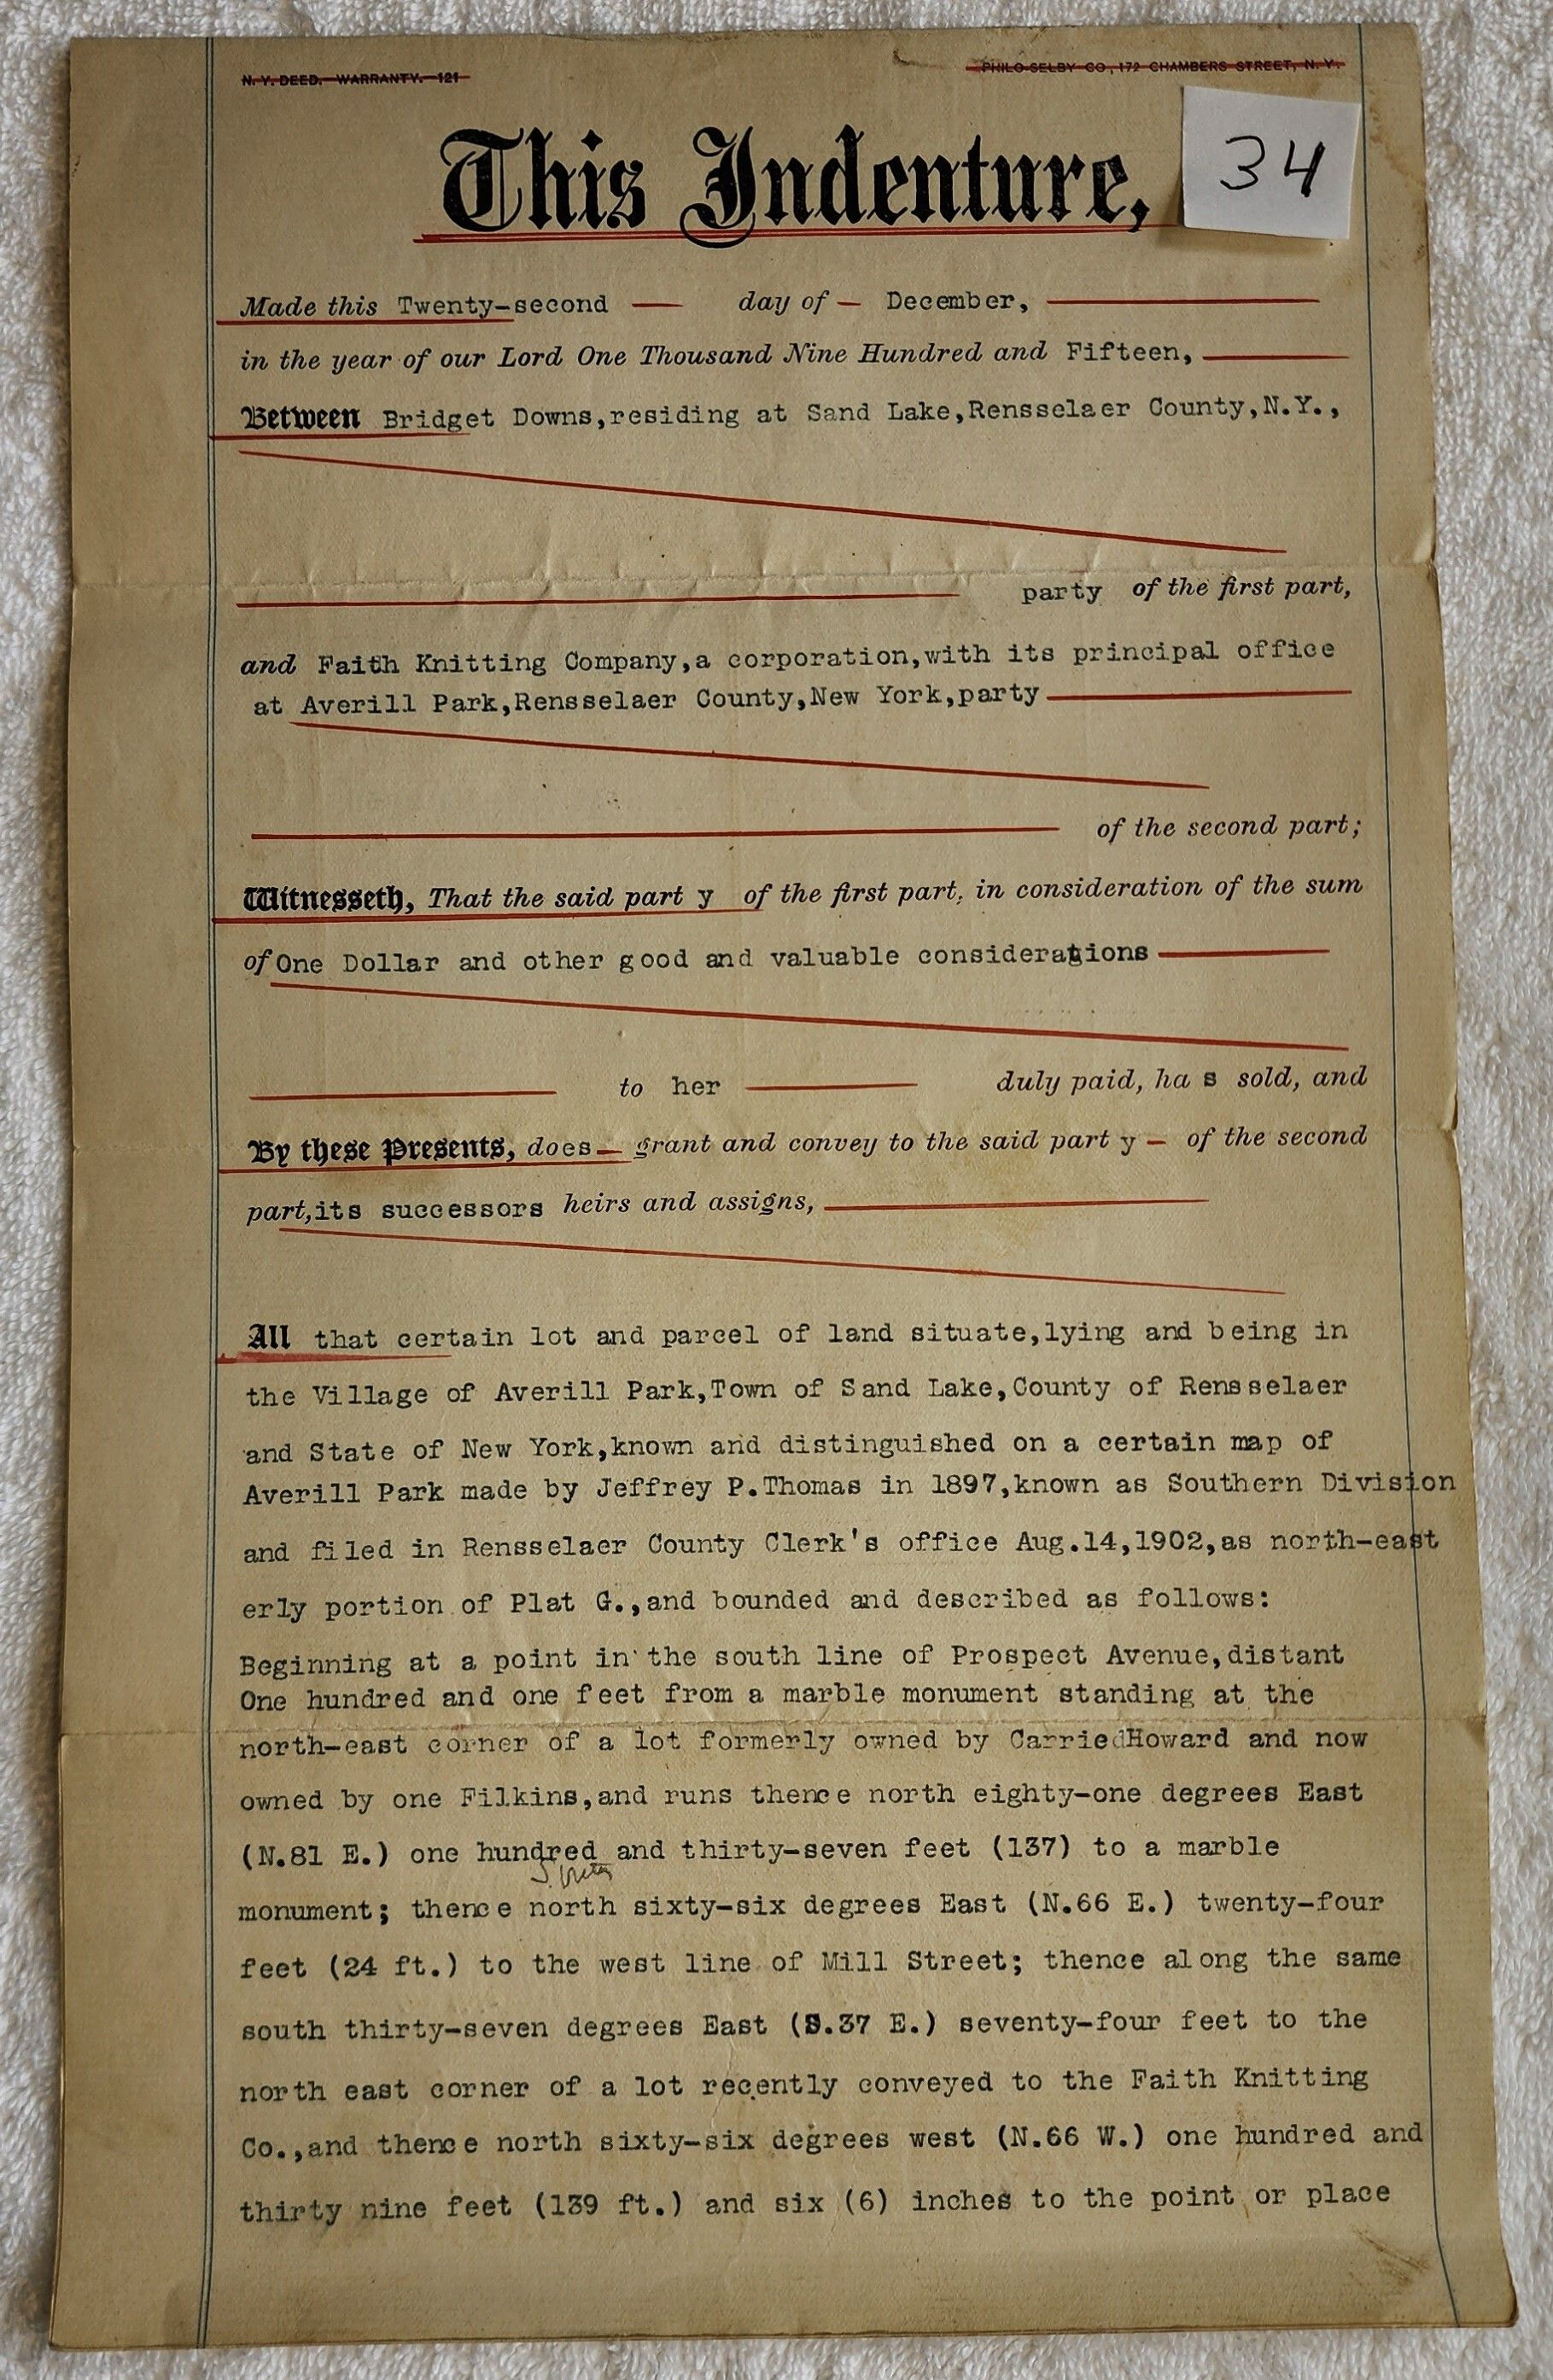 N. Y. DEED. WARRANTY. 121
PHILO SELBY CO, 172 CHAMBERS STREET, N. Y.
This Indenture,
34
Made this Twenty-second day of December,
in the year of our Lord One Thousand Nine Hundred and Fifteen,
Between Bridget Downs,residing at Sand Lake,Rensselaer County,N.Y.,
party of the first part,
and Faith Knitting Company,a corporation,with its principal office
at Averill Park,Rensselaer County,New York,party
of the second part;
Witnesseth, That the said part y of the first part, in consideration of the sum
of One Dollar and other good and valuable considerations
to her duly paid, ha s sold, and
By these Presents, does grant and convey to the said part y of the second
part,its successors heirs and assigns,
All that certain lot and parcel of land situate,lying and being in
the Village of Averill Park,Town of Sand Lake,County of Rensselaer
and State of New York,known and distinguished on a certain map of
Averill Park made by Jeffrey P.Thomas in 1897,known as Southern Division
and filed in Rensselaer County Clerk's office Aug.14,1902,as north-east
erly portion of Plat G.,and bounded and described as follows:
Beginning at a point in the south line of Prospect Avenue,distant
One hundred and one feet from a marble monument standing at the
north-east corner of a lot formerly owned by CarriedHoward and now
owned by one Filkins,and runs thence north eighty-one degrees East
(N.81 E.) one hundred and thirty-seven feet (137) to a marble
monument; thence north sixty-six degrees East (N.66 E.) twenty-four
feet (24 ft.) to the west line of Mill Street; thence along the same
south thirty-seven degrees East (S.37 E.) seventy-four feet to the
north east corner of a lot recently conveyed to the Faith Knitting
Co.,and thence north sixty-six degrees west (N.66 W.) one hundred and
thirty nine feet (139 ft.) and six (6) inches to the point or place